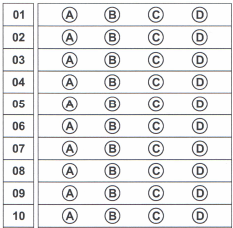 01 A B C D
02 A B C D
03 A B C D
04 A B C D
05 A B C D
06 A B C D
07 A B C D
08 A B C D
09 A B C D
10 A B C D